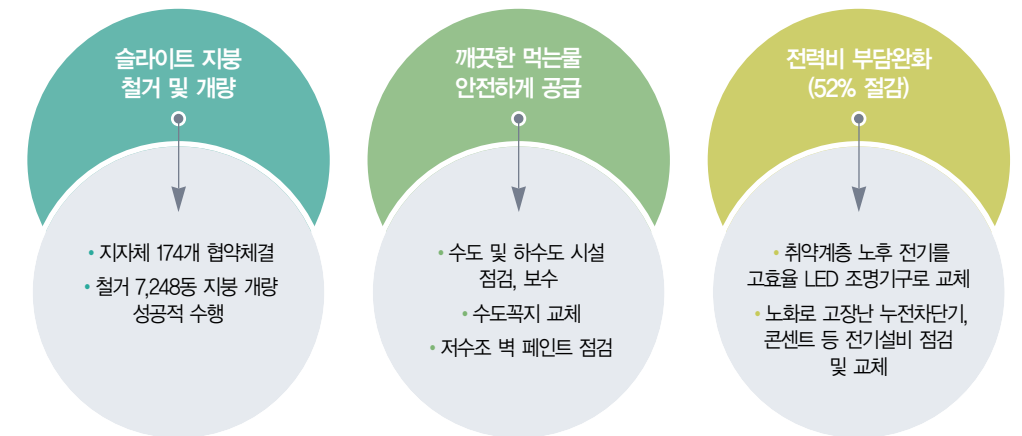 슬라이트 지붕
철거 및 개량
• 지자체 174개 협약체결
• 철거 7,248동 지붕 개량
성공적 수행
깨끗한 먹는물
안전하게 공급
• 수도 및 하수도 시설
점검, 보수
• 수도꼭지 교체
• 저수조 벽 페인트 점검
전력비 부담완화
(52% 절감)
• 취약계층 노후 전기를
고효율 LED 조명기구로 교체
• 노화로 고장난 누전차단기,
콘센트 등 전기설비 점검
및 교체